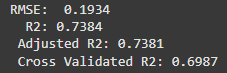 RMSE: 0.1934
R2: 0.7384
Adjusted R2: 0.7381
Cross Validated R2: 0.6987